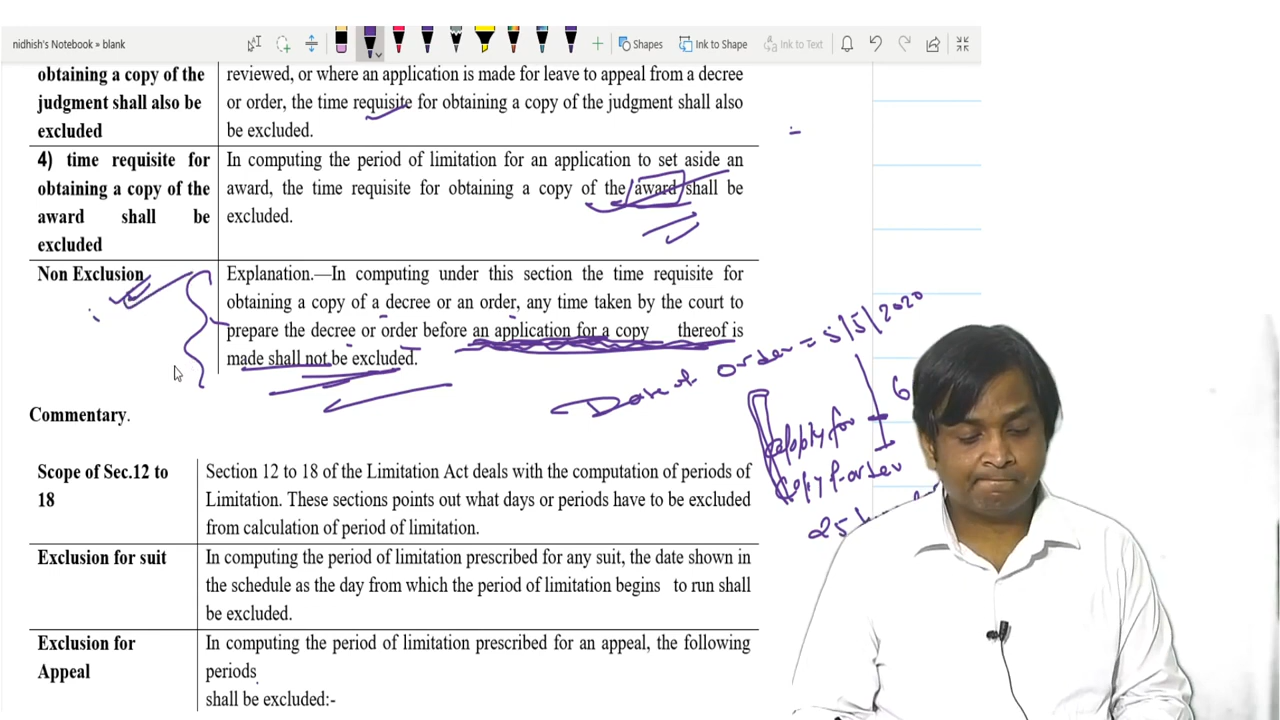 nidhish's Notebook » blank
Shapes
Ink to Shape
Ink to Text
obtaining a copy of the
judgment shall also be
excluded
reviewed, or where an application is made for leave to appeal from a decree
or order, the time requisite for obtaining a copy of the judgment shall also
be excluded.
4) time requisite for
obtaining a copy of the
award shall be
excluded
In computing the period of limitation for an application to set aside an
award, the time requisite for obtaining a copy of the award shall be
excluded.
Non Exclusion
Explanation.—In computing under this section the time requisite for
obtaining a copy of a decree or an order, any time taken by the court to
prepare the decree or order before an application for a copy thereof is
made shall not be excluded.
Date of order = 5/5/2020
6
apply for
copy of order
25
Commentary.
Scope of Sec.12 to
18
Section 12 to 18 of the Limitation Act deals with the computation of periods of
Limitation. These sections points out what days or periods have to be excluded
from calculation of period of limitation.
Exclusion for suit
In computing the period of limitation prescribed for any suit, the date shown in
the schedule as the day from which the period of limitation begins to run shall
be excluded.
Exclusion for
Appeal
In computing the period of limitation prescribed for an appeal, the following
periods
shall be excluded:-